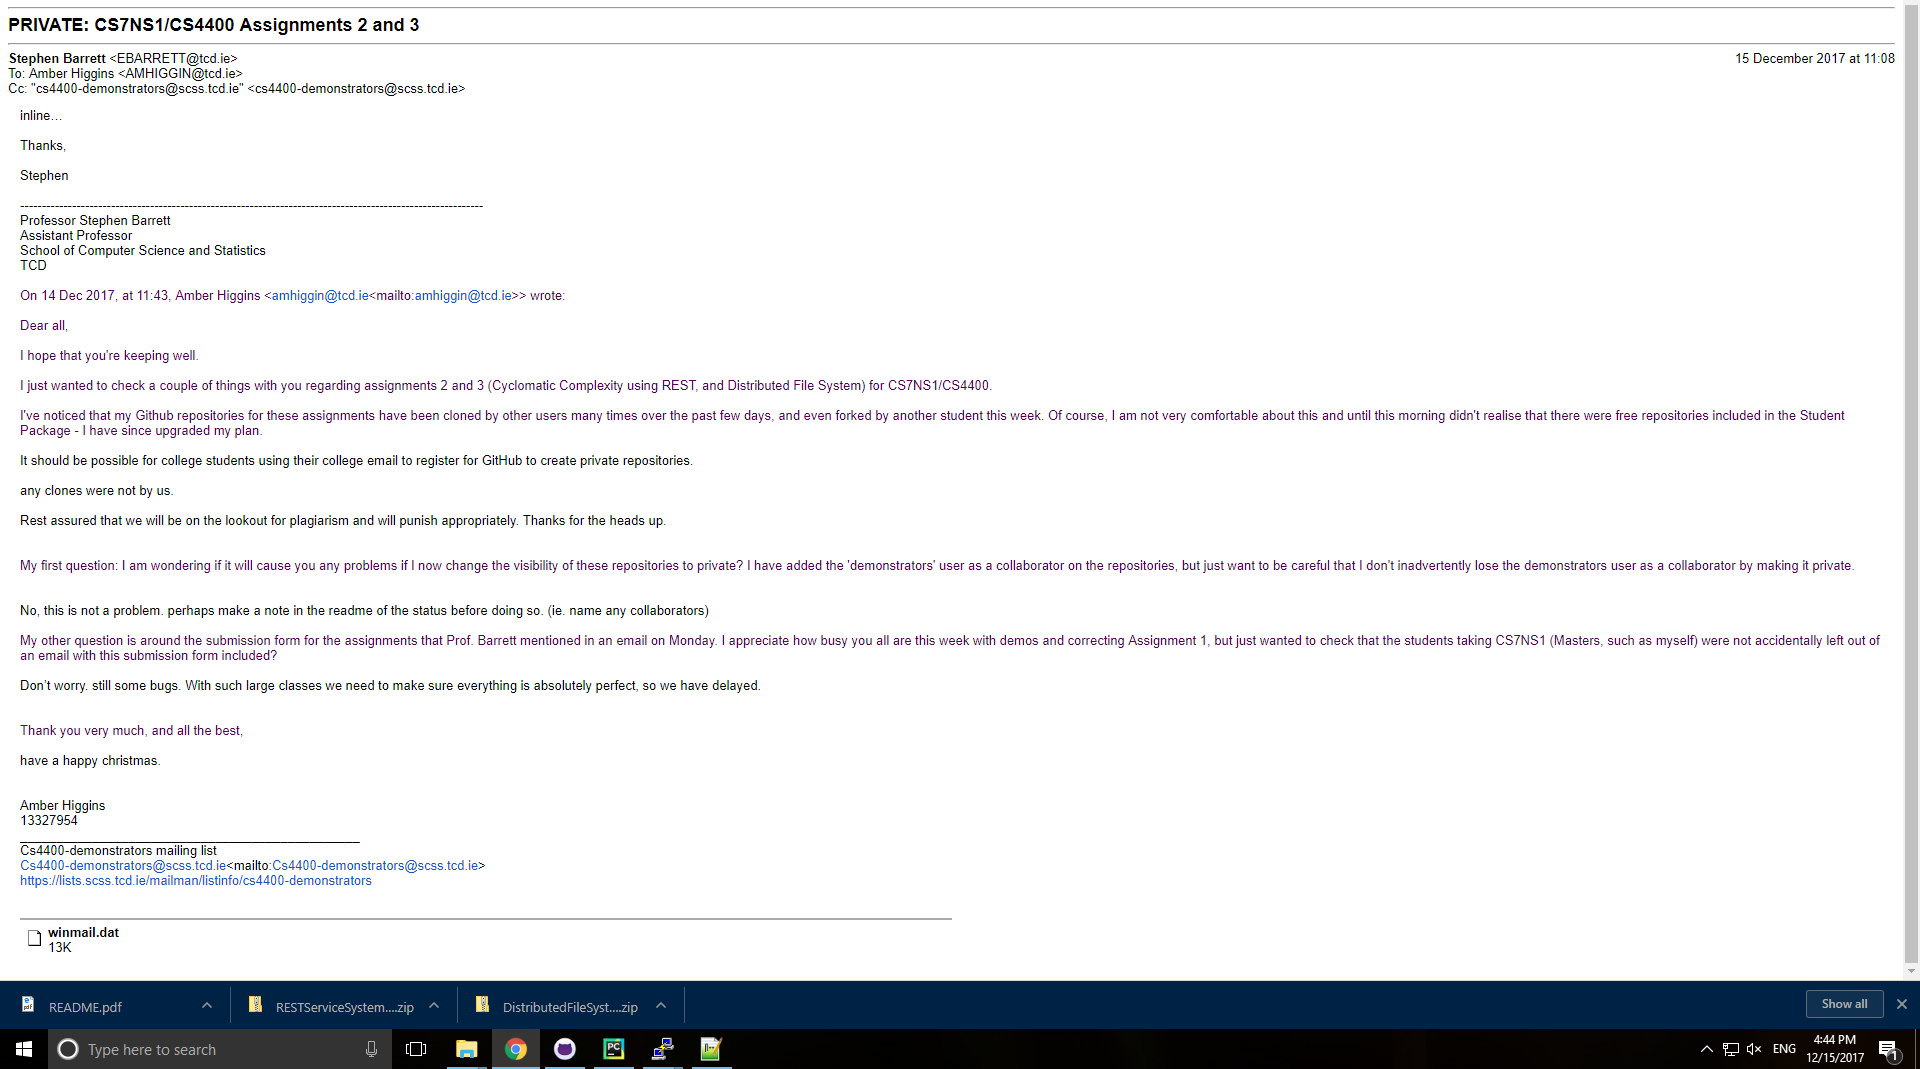 PRIVATE: CS7NS1/CS4400 Assignments 2 and 3
Stephen Barrett <EBARRETT@tcd.ie>
15 December 2017 at 11:08
To: Amber Higgins <AMHIGGIN@tcd.ie>
Cc: "cs4400-demonstrators@scss.tcd.ie" <cs4400-demonstrators@scss.tcd.ie>
inline…
Thanks,
Stephen
-----------------------------------------------------------------------------------------------------------
Professor Stephen Barrett
Assistant Professor
School of Computer Science and Statistics
TCD
On 14 Dec 2017, at 11:43, Amber Higgins <amhiggin@tcd.ie<mailto:amhiggin@tcd.ie>> wrote:
Dear all,
I hope that you're keeping well.
I just wanted to check a couple of things with you regarding assignments 2 and 3 (Cyclomatic Complexity using REST, and Distributed File System) for CS7NS1/CS4400.
I've noticed that my Github repositories for these assignments have been cloned by other users many times over the past few days, and even forked by another student this week. Of course, I am not very comfortable about this and until this morning didn't realise that there were free repositories included in the Student
Package - I have since upgraded my plan.
It should be possible for college students using their college email to register for GitHub to create private repositories.
any clones were not by us.
Rest assured that we will be on the lookout for plagiarism and will punish appropriately. Thanks for the heads up.
My first question: I am wondering if it will cause you any problems if I now change the visibility of these repositories to private? I have added the 'demonstrators' user as a collaborator on the repositories, but just want to be careful that I don't inadvertently lose the demonstrators user as a collaborator by making it private.
No, this is not a problem. perhaps make a note in the readme of the status before doing so. (ie. name any collaborators)
My other question is around the submission form for the assignments that Prof. Barrett mentioned in an email on Monday. I appreciate how busy you all are this week with demos and correcting Assignment 1, but just wanted to check that the students taking CS7NS1 (Masters, such as myself) were not accidentally left out of
an email with this submission form included?
Don't worry. still some bugs. With such large classes we need to make sure everything is absolutely perfect, so we have delayed.
Thank you very much, and all the best,
have a happy christmas.
Amber Higgins
13327954
_______________________________________________
Cs4400-demonstrators mailing list
Cs4400-demonstrators@scss.tcd.ie<mailto:Cs4400-demonstrators@scss.tcd.ie>
https://lists.scss.tcd.ie/mailman/listinfo/cs4400-demonstrators
winmail.dat
13K
README.pdf
RESTServiceSystem....zip
DistributedFileSyst....zip
Show all
Type here to search
PC
ENG
4:44 PM
12/15/2017
1